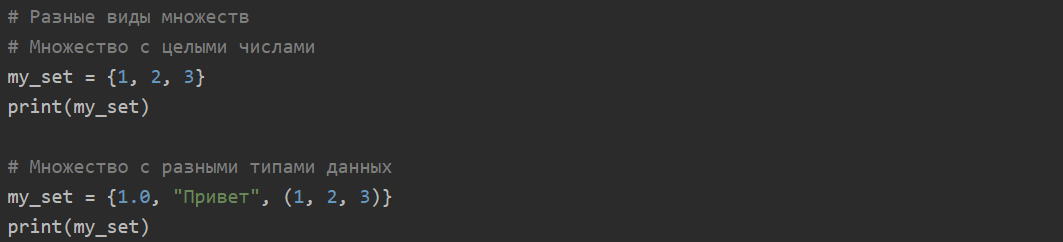 # Разные виды множеств
# Множество с целыми числами
my_set = {1, 2, 3}
print(my_set)
# Множество с разными типами данных
my_set = {1.0, "Привет", (1, 2, 3)}
print(my_set)